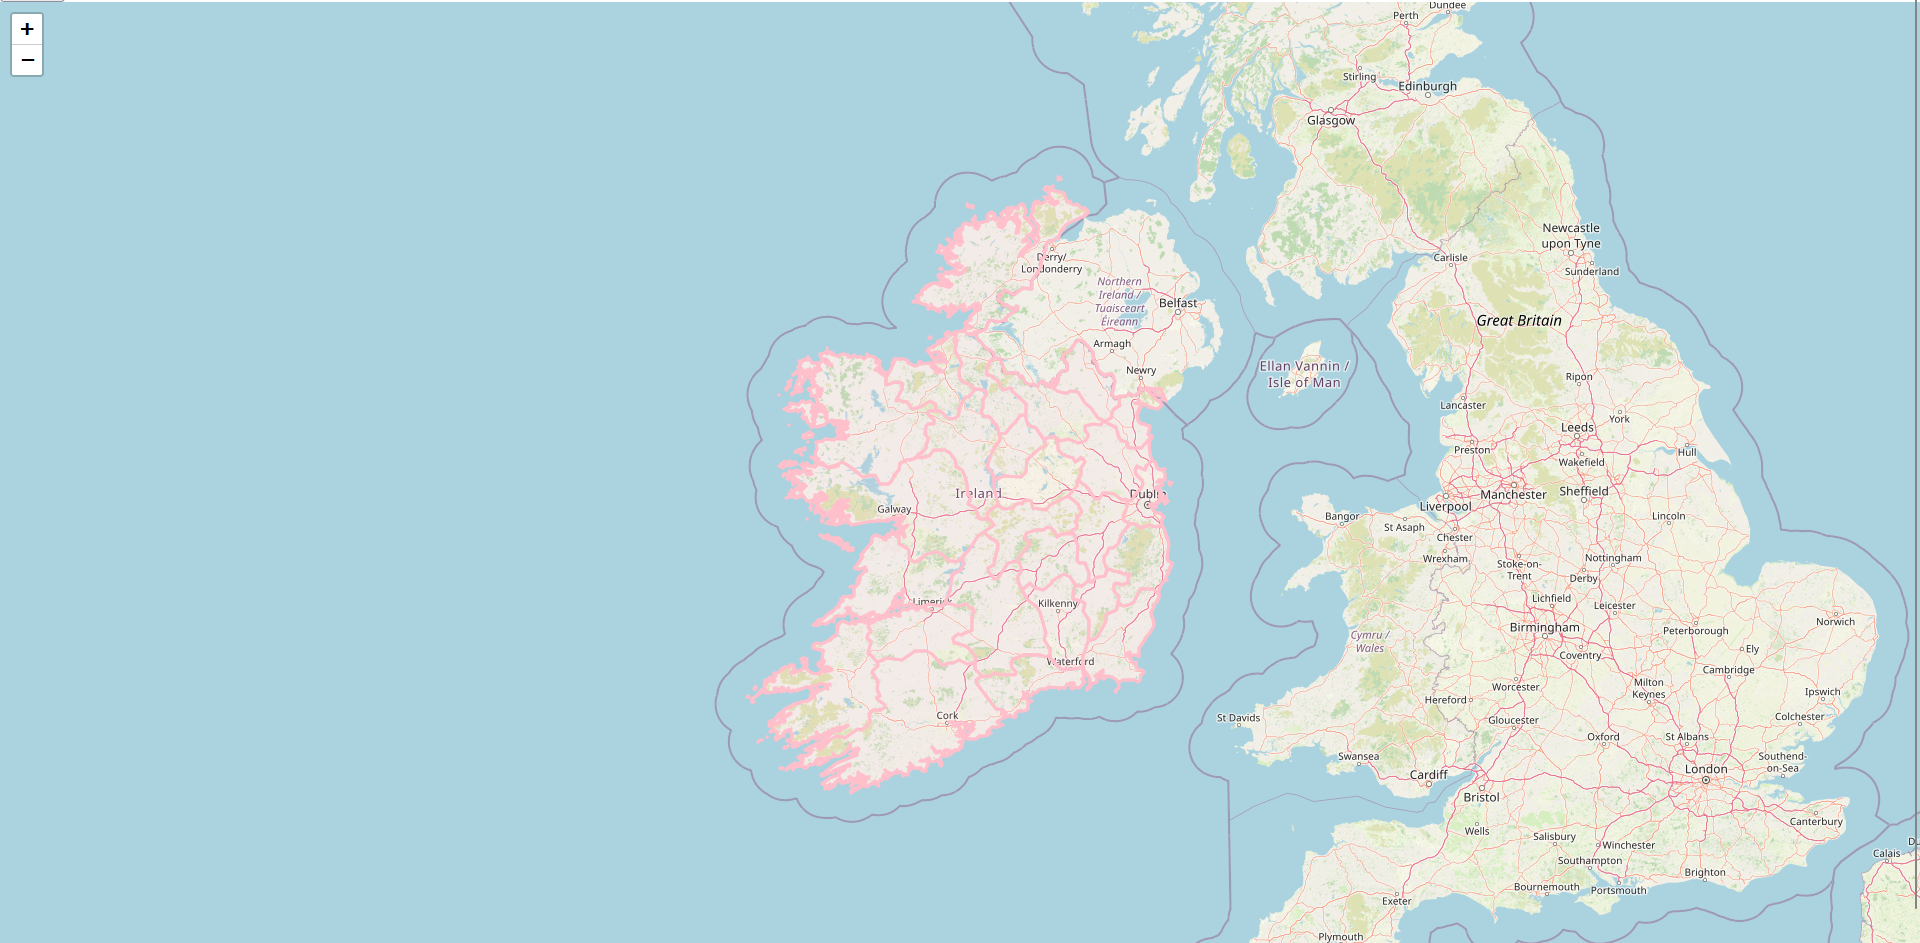 +
−
Dundee
Perth
Stirling
Edinburgh
Glasgow
Newcastle
upon Tyne
Carlisle
Sunderland
Derry/
Londonderry
Northern
Ireland /
Tuaisceart
Éireann
Belfast
Great Britain
Armagh
Ellan Vannin /
Isle of Man
Newry
Ripon
Lancaster
York
Leeds
Preston
Hull
Wakefield
Ireland
Dublin
Manchester
Sheffield
Liverpool
Galway
Bangor
St Asaph
Lincoln
Chester
Wrexham
Nottingham
Stoke-on-
Trent
Derby
Limerick
Kilkenny
Lichfield
Leicester
Norwich
Birmingham
Peterborough
Cymru /
Wales
Coventry
Ely
Waterford
Cambridge
Worcester
Milton
Keynes
Ipswich
Hereford
Cork
St Davids
Gloucester
Colchester
Oxford
St Albans
Swansea
Southend-
on-Sea
Cardiff
London
Bristol
Canterbury
Wells
Salisbury
Winchester
Calais
Southampton
Brighton
Bournemouth
Portsmouth
Exeter
Plymouth